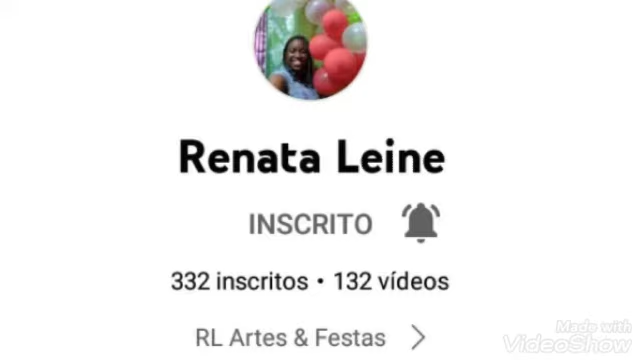 Renata Leine
INSCRITO
332 inscritos • 132 vídeos
RL Artes & Festas
Made with
VideoShow